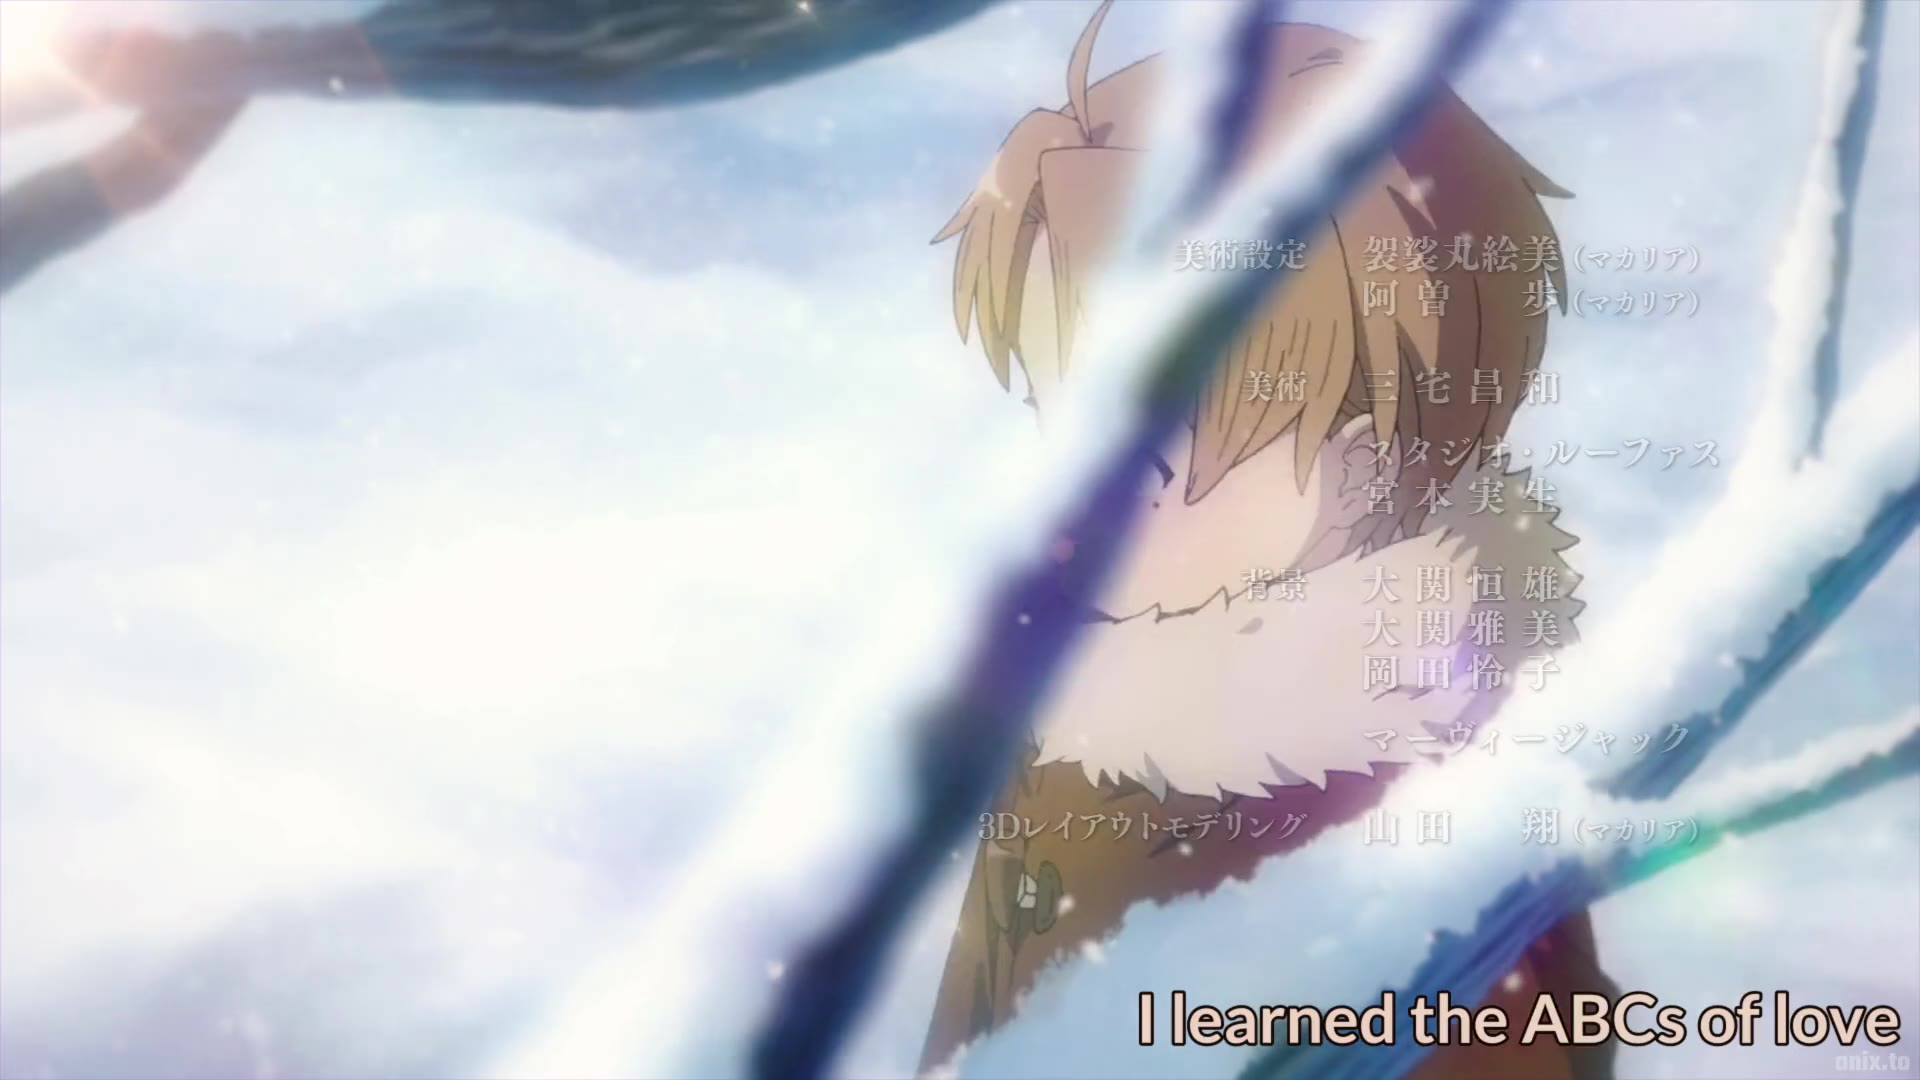 美術設定 袈裟丸絵美(マカリア)
阿曽 歩(マカリア)
美術 三宅昌和
スタジオ・ルーファス
宮本実生
背景 大関恒雄
大関雅美
岡田怜子
マーヴィージャック
3Dレイアウトモデリング 山田 翔(マカリア)
I learned the ABCs of love
anix.to